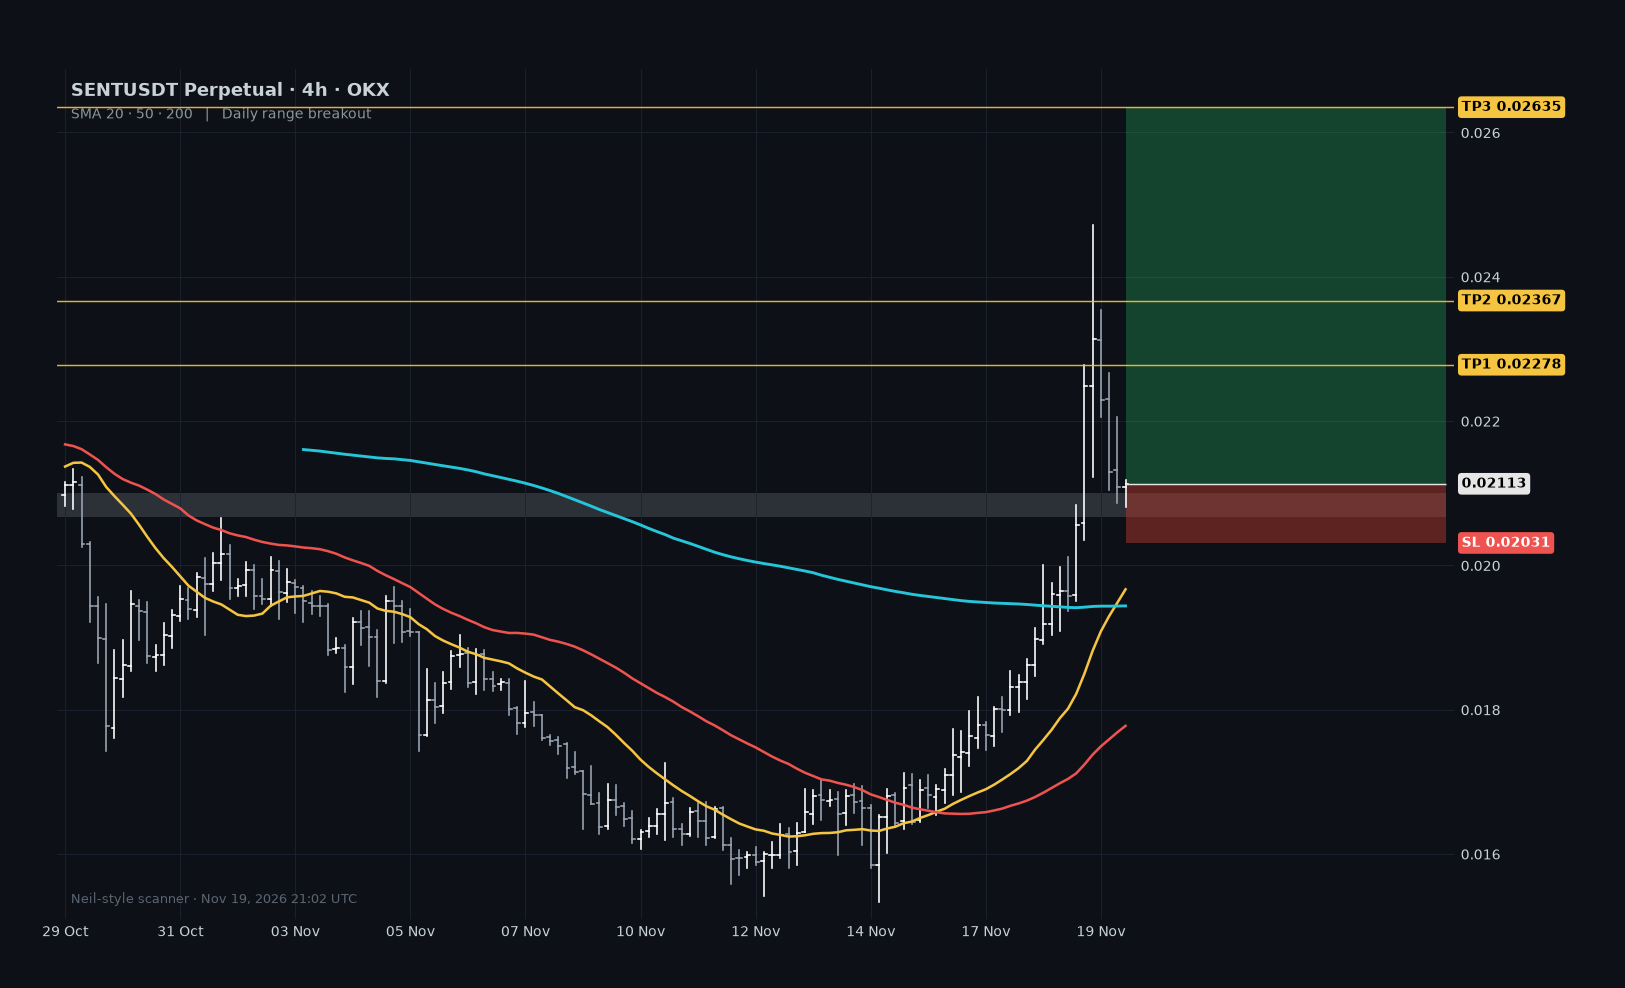 SENTUSDT Perpetual · 4h · OKX
SMA 20 · 50 · 200 | Daily range breakout
TP3 0.02635
0.026
0.024
TP2 0.02367
TP1 0.02278
0.022
0.02113
SL 0.02031
0.020
0.018
0.016
Neil-style scanner · Nov 19, 2026 21:02 UTC
29 Oct 31 Oct 03 Nov 05 Nov 07 Nov 10 Nov 12 Nov 14 Nov 17 Nov 19 Nov